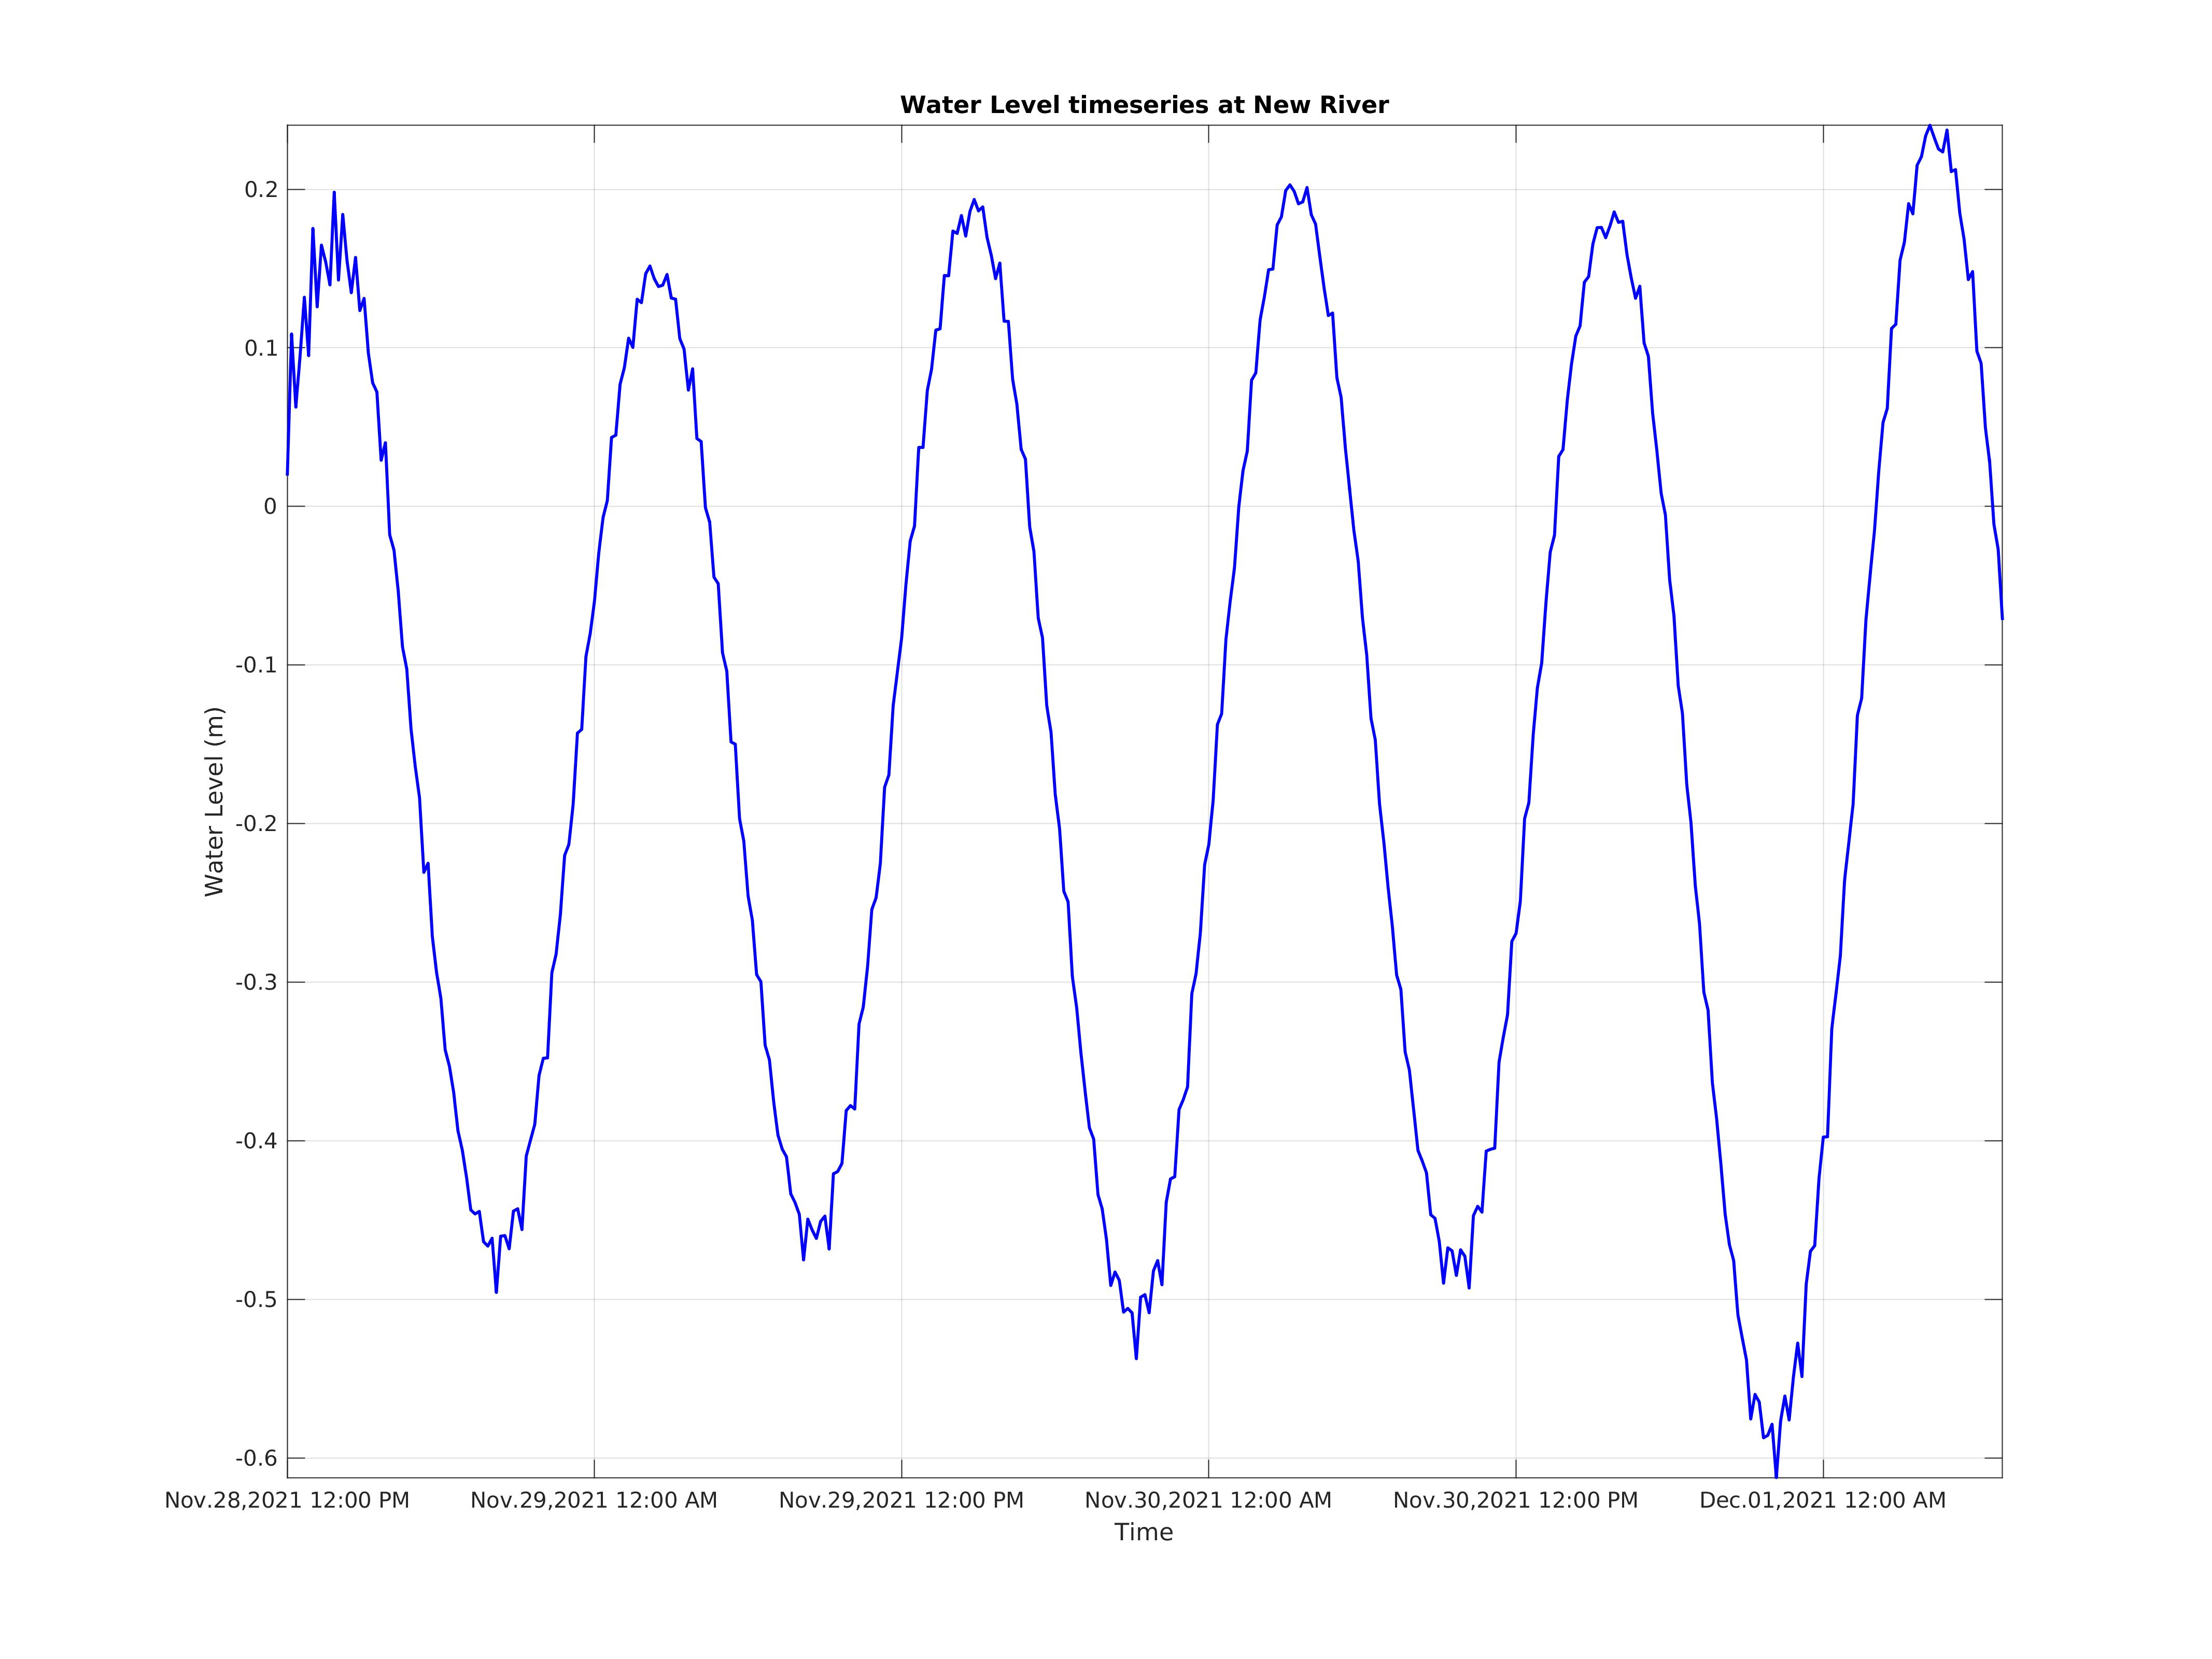 Water Level timeseries at New River
0.2
0.1
0
-0.1
-0.2
-0.3
-0.4
-0.5
-0.6
Water Level (m)
Nov.28,2021 12:00 PM
Nov.29,2021 12:00 AM
Nov.29,2021 12:00 PM
Nov.30,2021 12:00 AM
Nov.30,2021 12:00 PM
Dec.01,2021 12:00 AM
Time